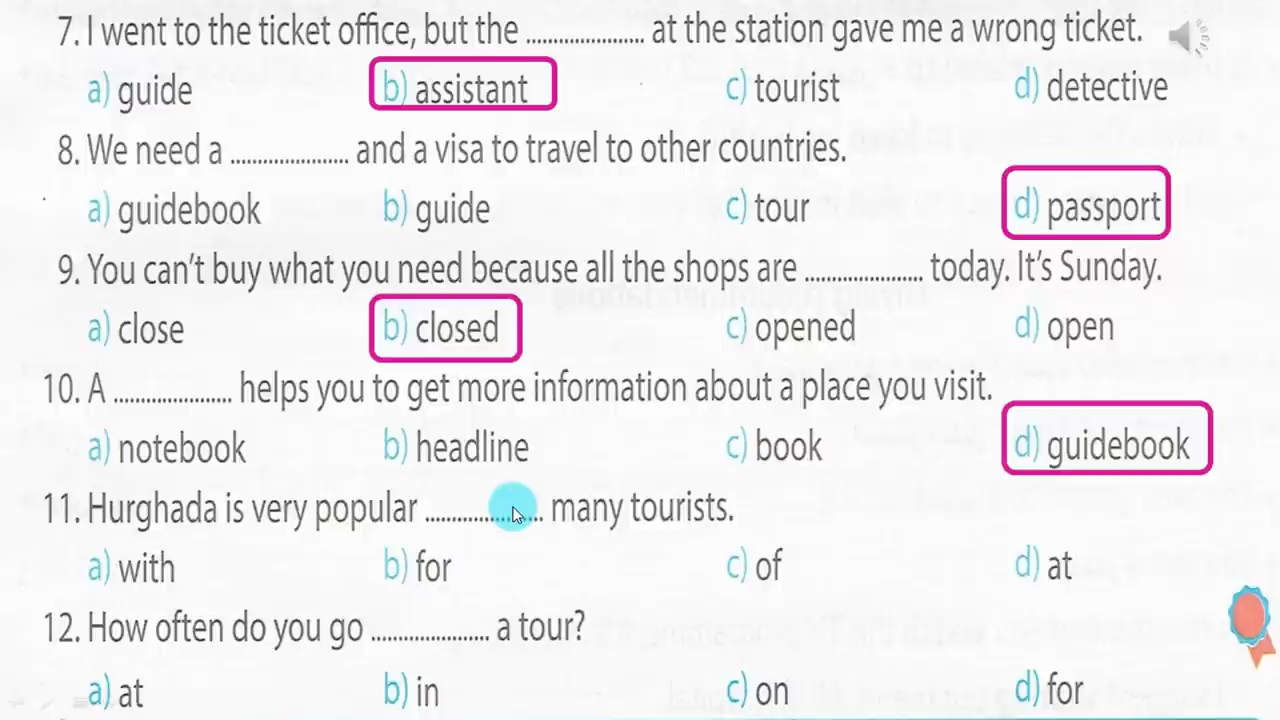 7. I went to the ticket office, but the ...................... at the station gave me a wrong ticket.
a) guide b) assistant c) tourist d) detective
8. We need a ...................... and a visa to travel to other countries.
a) guidebook b) guide c) tour d) passport
9. You can't buy what you need because all the shops are ...................... today. It's Sunday.
a) close b) closed c) opened d) open
10. A ...................... helps you to get more information about a place you visit.
a) notebook b) headline c) book d) guidebook
11. Hurghada is very popular ...................... many tourists.
a) with b) for c) of d) at
12. How often do you go ...................... a tour?
a) at b) in c) on d) for